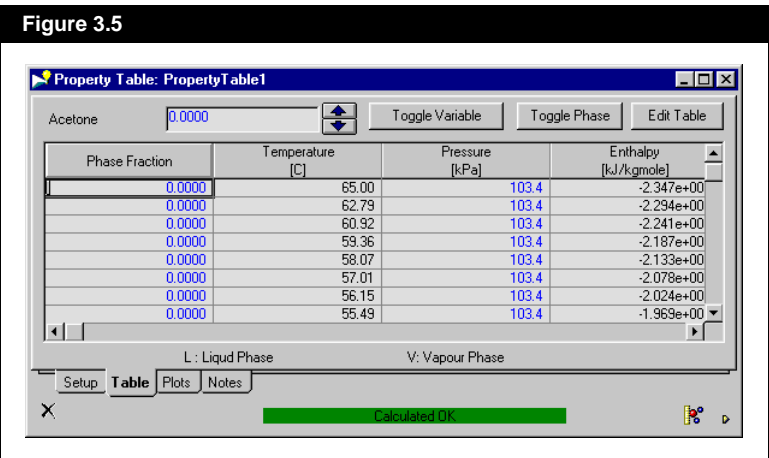 Figure 3.5
Property Table: PropertyTable1
Acetone 0.0000 Toggle Variable Toggle Phase Edit Table
Phase Fraction Temperature [C] Pressure [kPa] Enthalpy [kJ/kgmole]
0.0000 65.00 103.4 -2.347e+00
0.0000 62.79 103.4 -2.294e+00
0.0000 60.92 103.4 -2.241e+00
0.0000 59.36 103.4 -2.187e+00
0.0000 58.07 103.4 -2.133e+00
0.0000 57.01 103.4 -2.078e+00
0.0000 56.15 103.4 -2.024e+00
0.0000 55.49 103.4 -1.969e+00
L : Liqud Phase V: Vapour Phase
Setup Table Plots Notes
Calculated OK